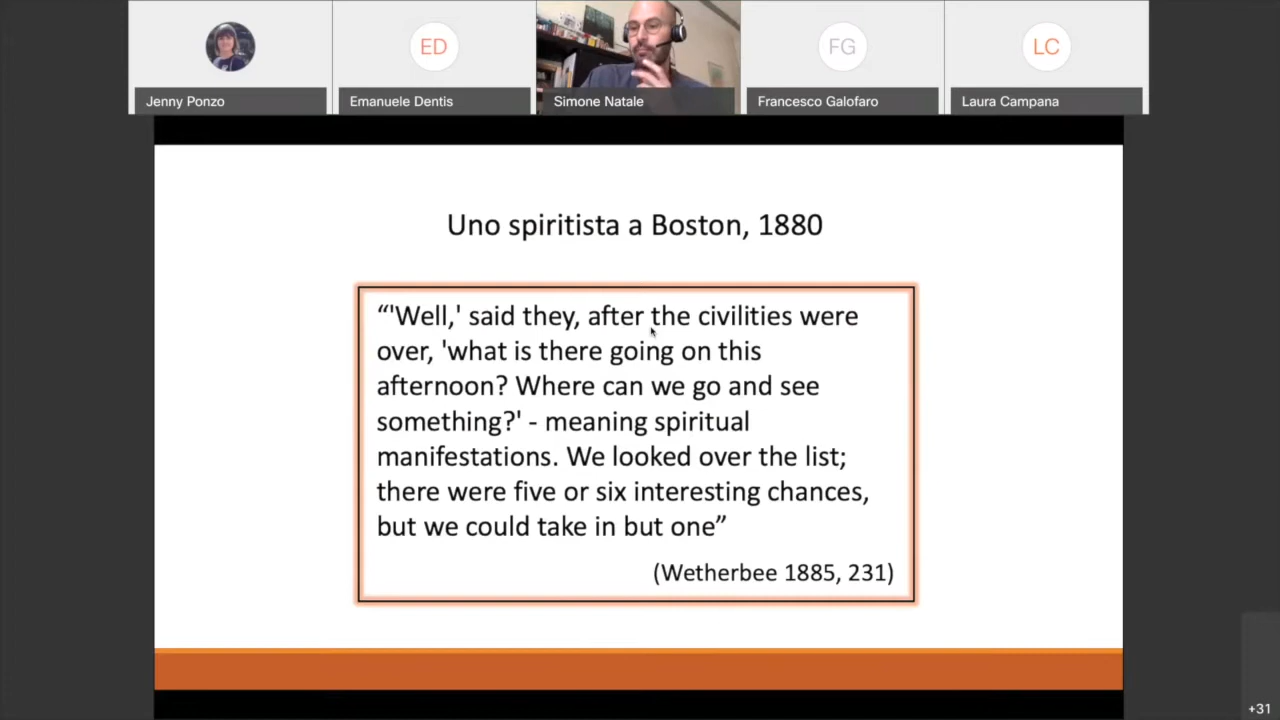 ED
FG
LC
Jenny Ponzo
Emanuele Dentis
Simone Natale
Francesco Galofaro
Laura Campana
Uno spiritista a Boston, 1880
“'Well,' said they, after the civilities were
over, 'what is there going on this
afternoon? Where can we go and see
something?' - meaning spiritual
manifestations. We looked over the list;
there were five or six interesting chances,
but we could take in but one”
(Wetherbee 1885, 231)
+31